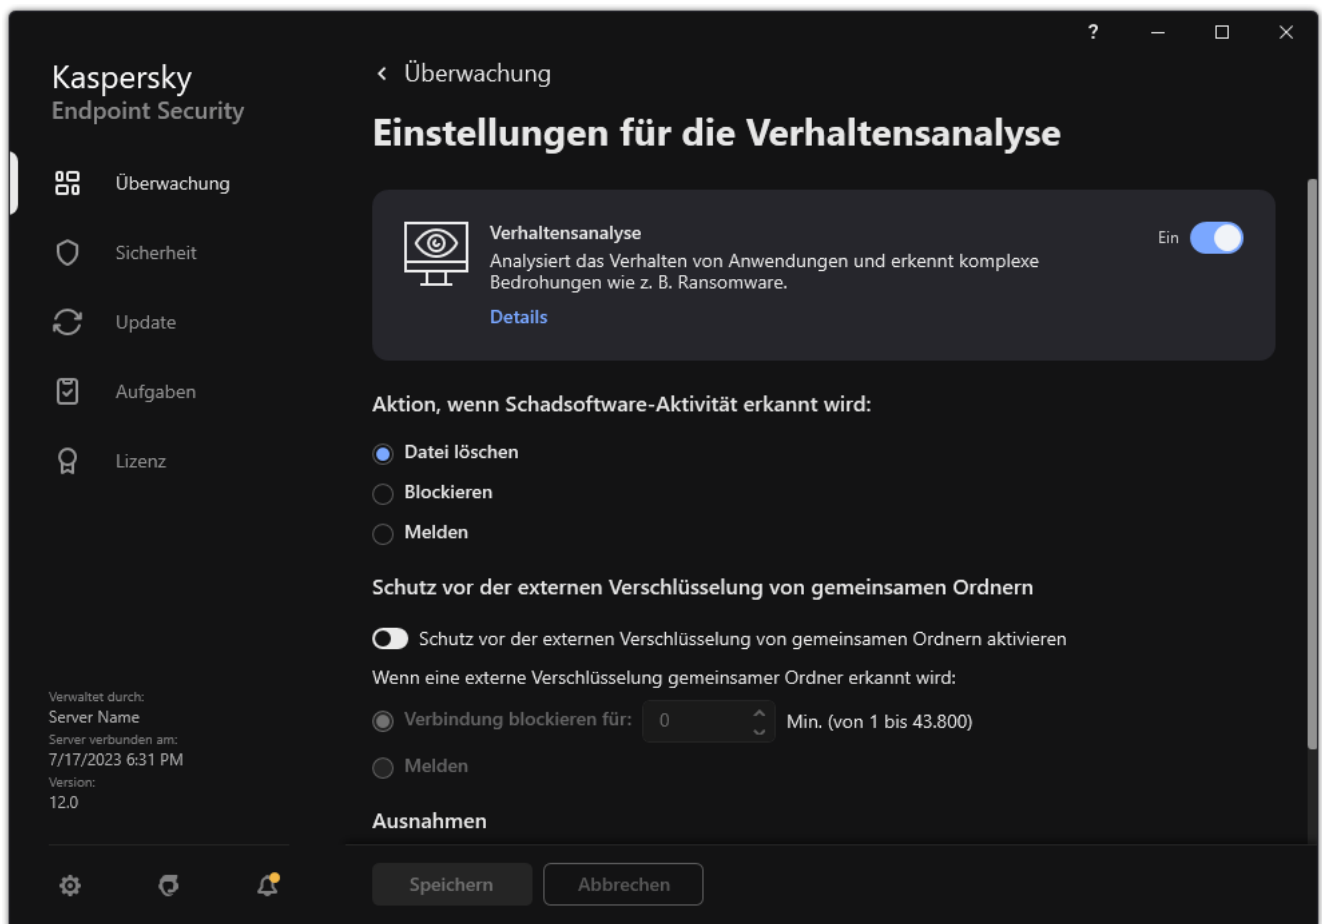 ?
Kaspersky
Endpoint Security
Überwachung
Sicherheit
Update
Aufgaben
Lizenz
Verwaltet durch:
Server Name
Server verbunden am:
7/17/2023 6:31 PM
Version:
12.0
Überwachung
Einstellungen für die Verhaltensanalyse
Verhaltensanalyse
Ein
Analysiert das Verhalten von Anwendungen und erkennt komplexe
Bedrohungen wie z. B. Ransomware.
Details
Aktion, wenn Schadsoftware-Aktivität erkannt wird:
Datei löschen
Blockieren
Melden
Schutz vor der externen Verschlüsselung von gemeinsamen Ordnern
Schutz vor der externen Verschlüsselung von gemeinsamen Ordnern aktivieren
Wenn eine externe Verschlüsselung gemeinsamer Ordner erkannt wird:
Verbindung blockieren für: 0 Min. (von 1 bis 43.800)
Melden
Ausnahmen
Speichern Abbrechen